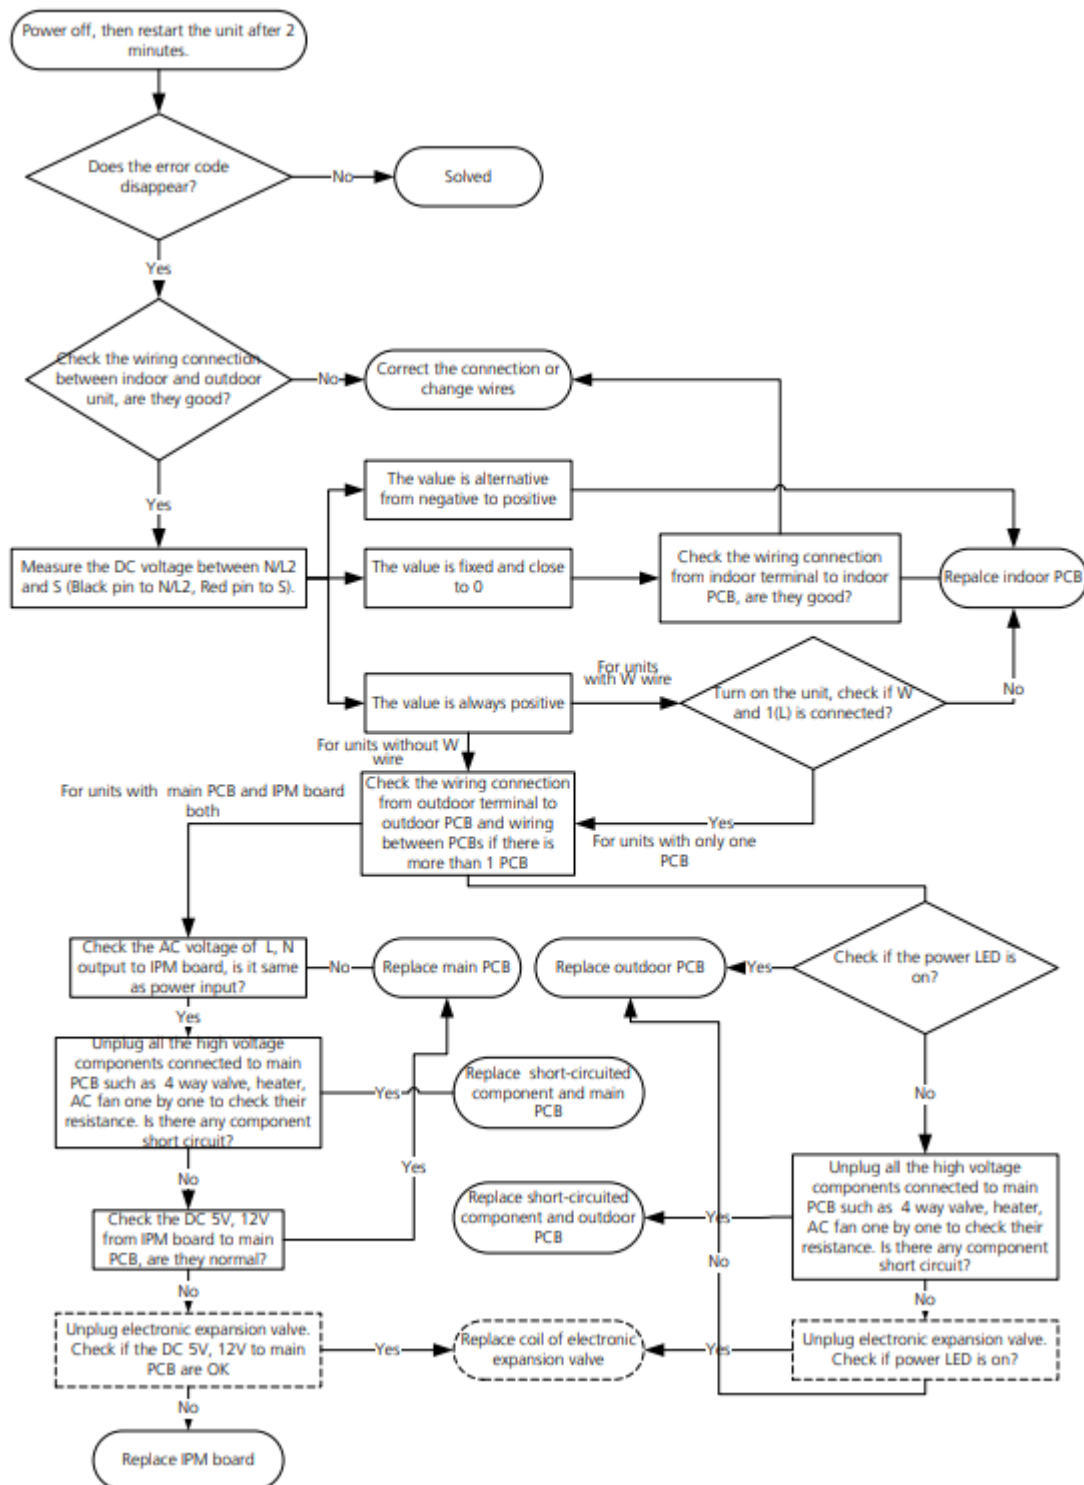 Power off, then restart the unit after 2
minutes.
Does the error code
disappear?
No
Solved
Yes
Check the wiring connection
between indoor and outdoor
unit, are they good?
No
Correct the connection or
change wires
Yes
The value is alternative
from negative to positive
Measure the DC voltage between N/L2
and S (Black pin to N/L2, Red pin to S).
The value is fixed and close
to 0
Check the wiring connection
from indoor terminal to indoor
PCB, are they good?
Repalce indoor PCB
The value is always positive
For units
with W wire
Turn on the unit, check if W
and 1(L) is connected?
No
For units without W
wire
For units with  main PCB and IPM board
both
Check the wiring connection
from outdoor terminal to
outdoor PCB and wiring
between PCBs if there is
more than 1 PCB
Yes
For units with only one
PCB
Check the AC voltage of  L, N
output to IPM board, is it same
as power input?
No
Replace main PCB
Replace outdoor PCB
Yes
Check if the power LED is
on?
Yes
Unplug all the high voltage
components connected to main
PCB such as  4 way valve, heater,
AC fan one by one to check their
resistance. Is there any component
short circuit?
Yes
Replace  short-circuited
component and main
PCB
No
No
Yes
Check the DC 5V, 12V
from IPM board to main
PCB, are they normal?
Replace short-circuited
component and outdoor
PCB
Yes
Unplug all the high voltage
components connected to main
PCB such as  4 way valve, heater,
AC fan one by one to check their
resistance. Is there any component
short circuit?
No
No
No
Unplug electronic expansion valve.
Check if the DC 5V, 12V to main
PCB are OK
Yes
Replace coil of electronic
expansion valve
Yes
Unplug electronic expansion valve.
Check if power LED is on?
No
Replace IPM board